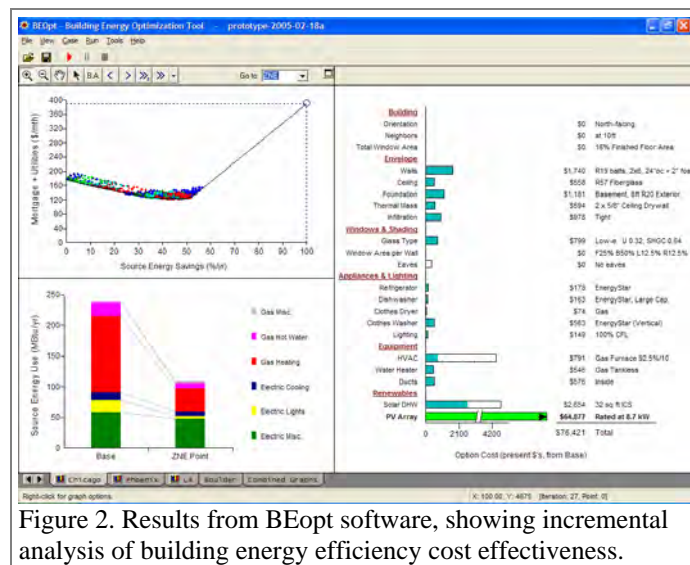 BEopt - Building Energy Optimization Tool - prototype-2005-02-18a
File View Case Run Tools Help
BA Go to ZNE
400
360
320
280
240
200
160
120
80
40
0
Mortgage + Utilities ($/mth)
0 10 20 30 40 50 60 70 80 90 100
Source Energy Savings (%/yr)
250
200
150
100
50
0
Source Energy Use (MBtu/yr)
Gas Misc.
Gas Hot Water
Gas Heating
Electric Cooling
Electric Lights
Electric Misc.
Base ZNE Point
Building
Orientation $0 North-facing
Neighbors $0 at 10ft
Total Window Area $0 16% Finished Floor Area
Envelope
Walls $1,740 R19 batts, 2x6, 24"oc + 2"
Ceiling $558 R57 Fiberglass
Foundation $1,181 Basement, 8ft R20 Exterior
Thermal Mass $894 2 x 5/8" Ceiling Drywall
Infiltration $978 Tight
Windows & Shading
Glass Type $799 Low-e
Window Area per Wall $0 F25% B50% L12.5% R12.5%
Eaves $0 No eaves
Appliances & Lighting
Refrigerator $173 EnergyStar
Dishwasher $163 EnergyStar, Large Cap.
Clothes Dryer $74 Gas
Clothes Washer $563 EnergyStar (Vertical)
Lighting $149 100% CFL
Equipment
HVAC $791 Gas Furnace 92.5%/10
Water Heater $546 Gas Tankless
Ducts $576 Inside
Renewables
Solar DHW $2,654 32 sq ft ICS
PV Array $64,877 Rated at 8.7 kW
0 2100 4200 $76,421 Total
Option Cost (present $'s, from Base)
Chicago Phoenix LA Boulder Combined Graphs
Right-click for graph options. X: 100.00, Y: 4675 [Iteration: 27, Point: 0]
Figure 2. Results from BEopt software, showing incremental
analysis of building energy efficiency cost effectiveness.